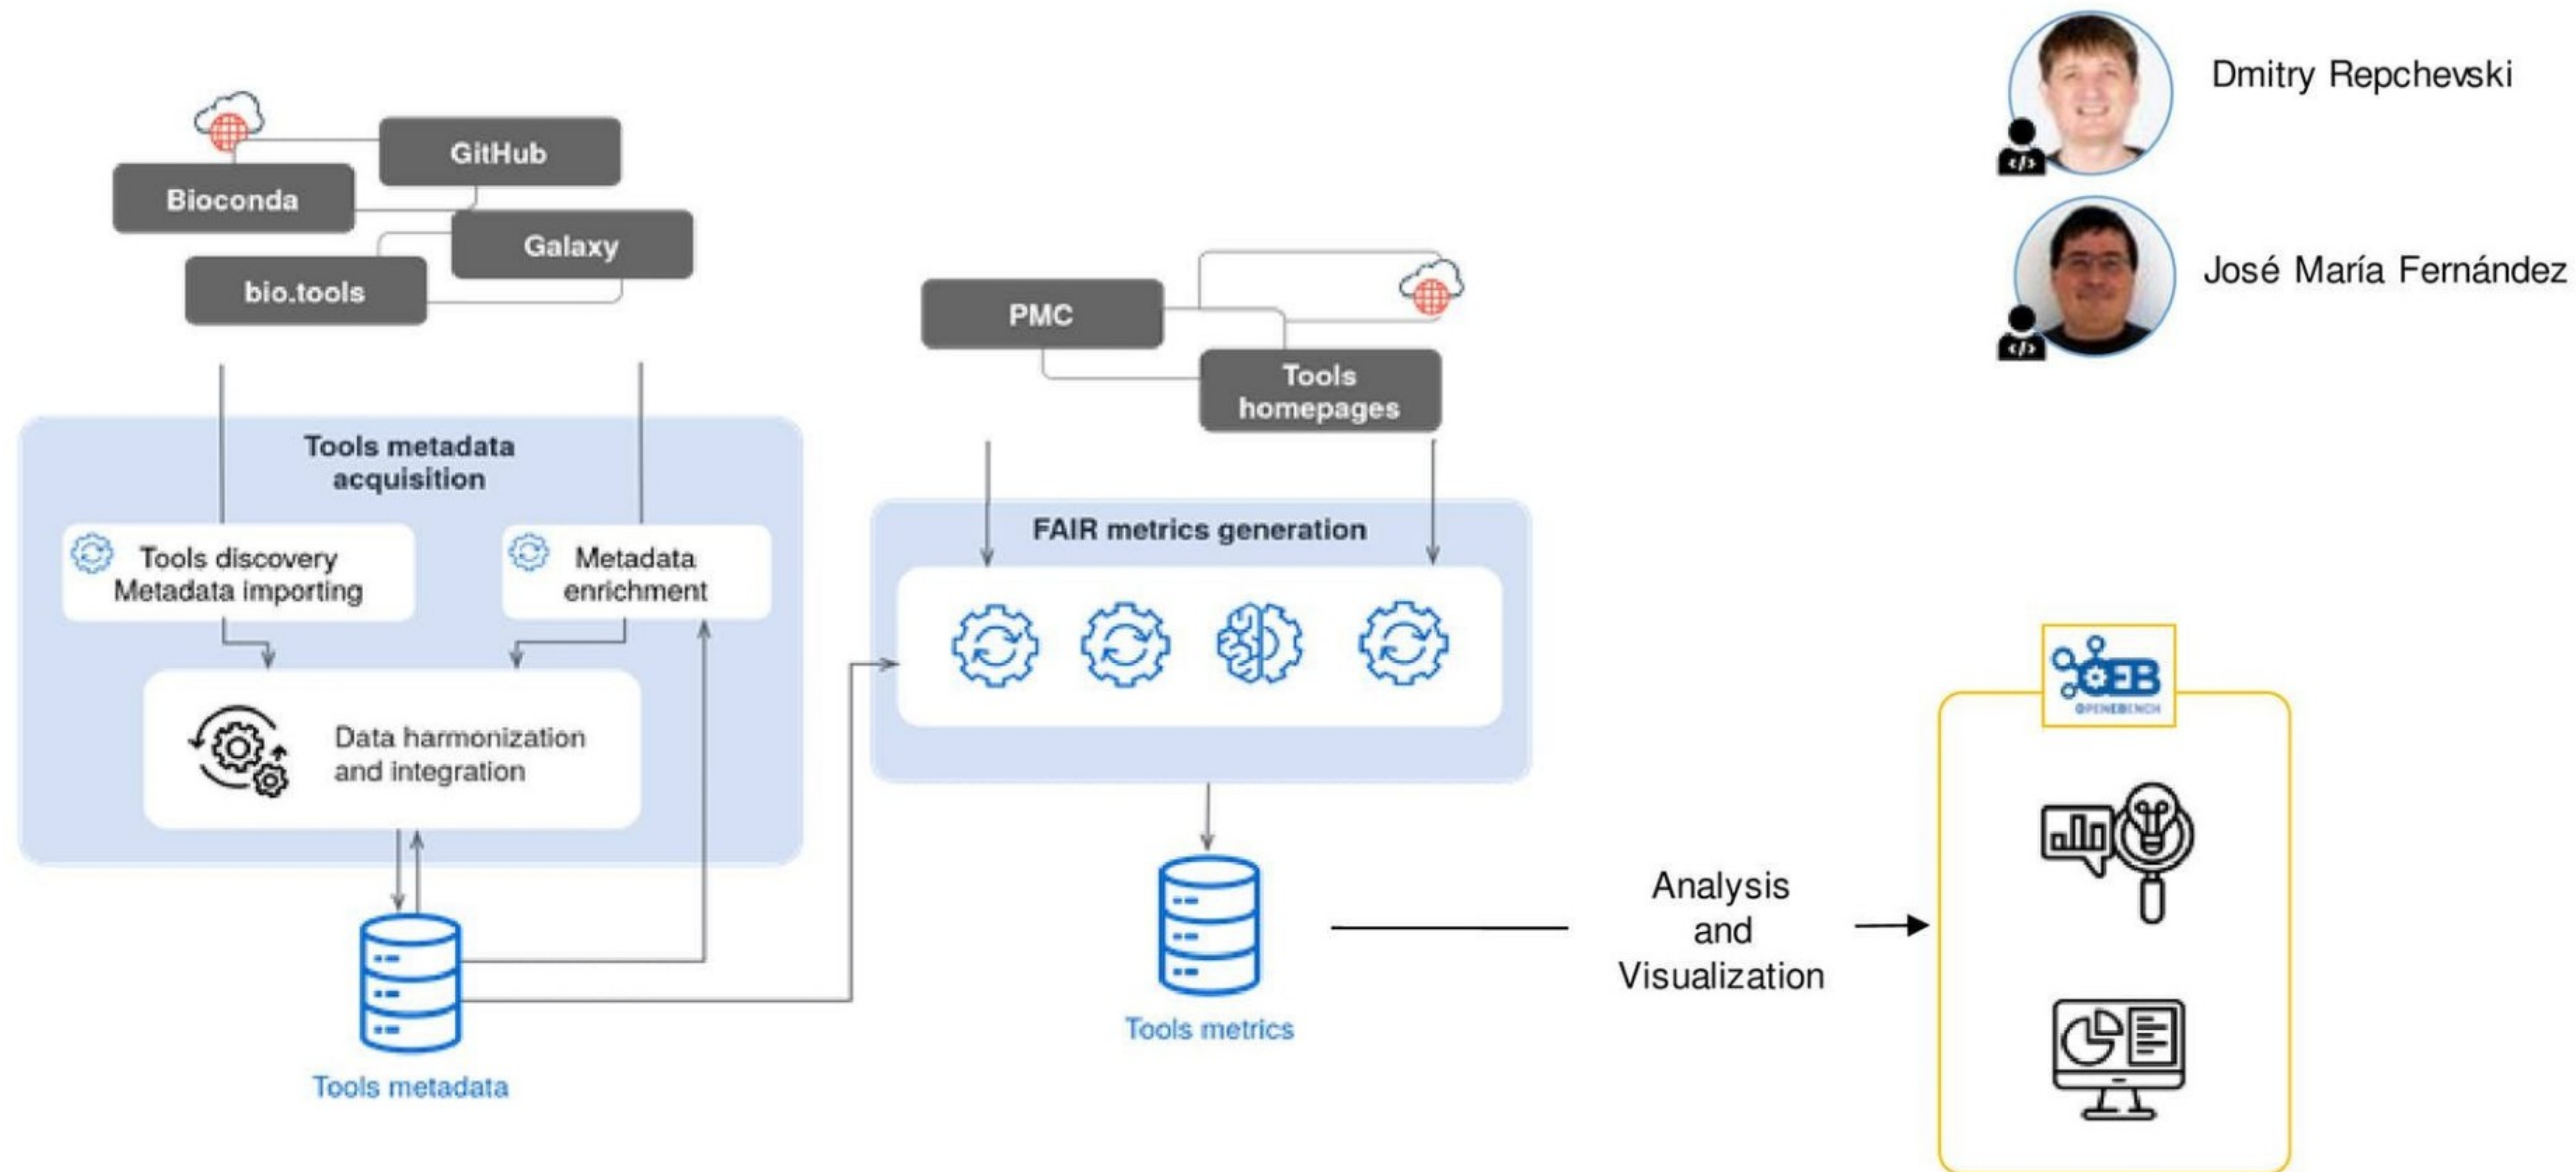 Dmitry Repchevski
José María Fernández
GitHub
Bioconda
Galaxy
bio.tools
PMC
Tools
homepages
Tools metadata
acquisition
Tools discovery
Metadata importing
Metadata
enrichment
Data harmonization
and integration
Tools metadata
FAIR metrics generation
Tools metrics
Analysis
and
Visualization
OEB
OPENEBENCH